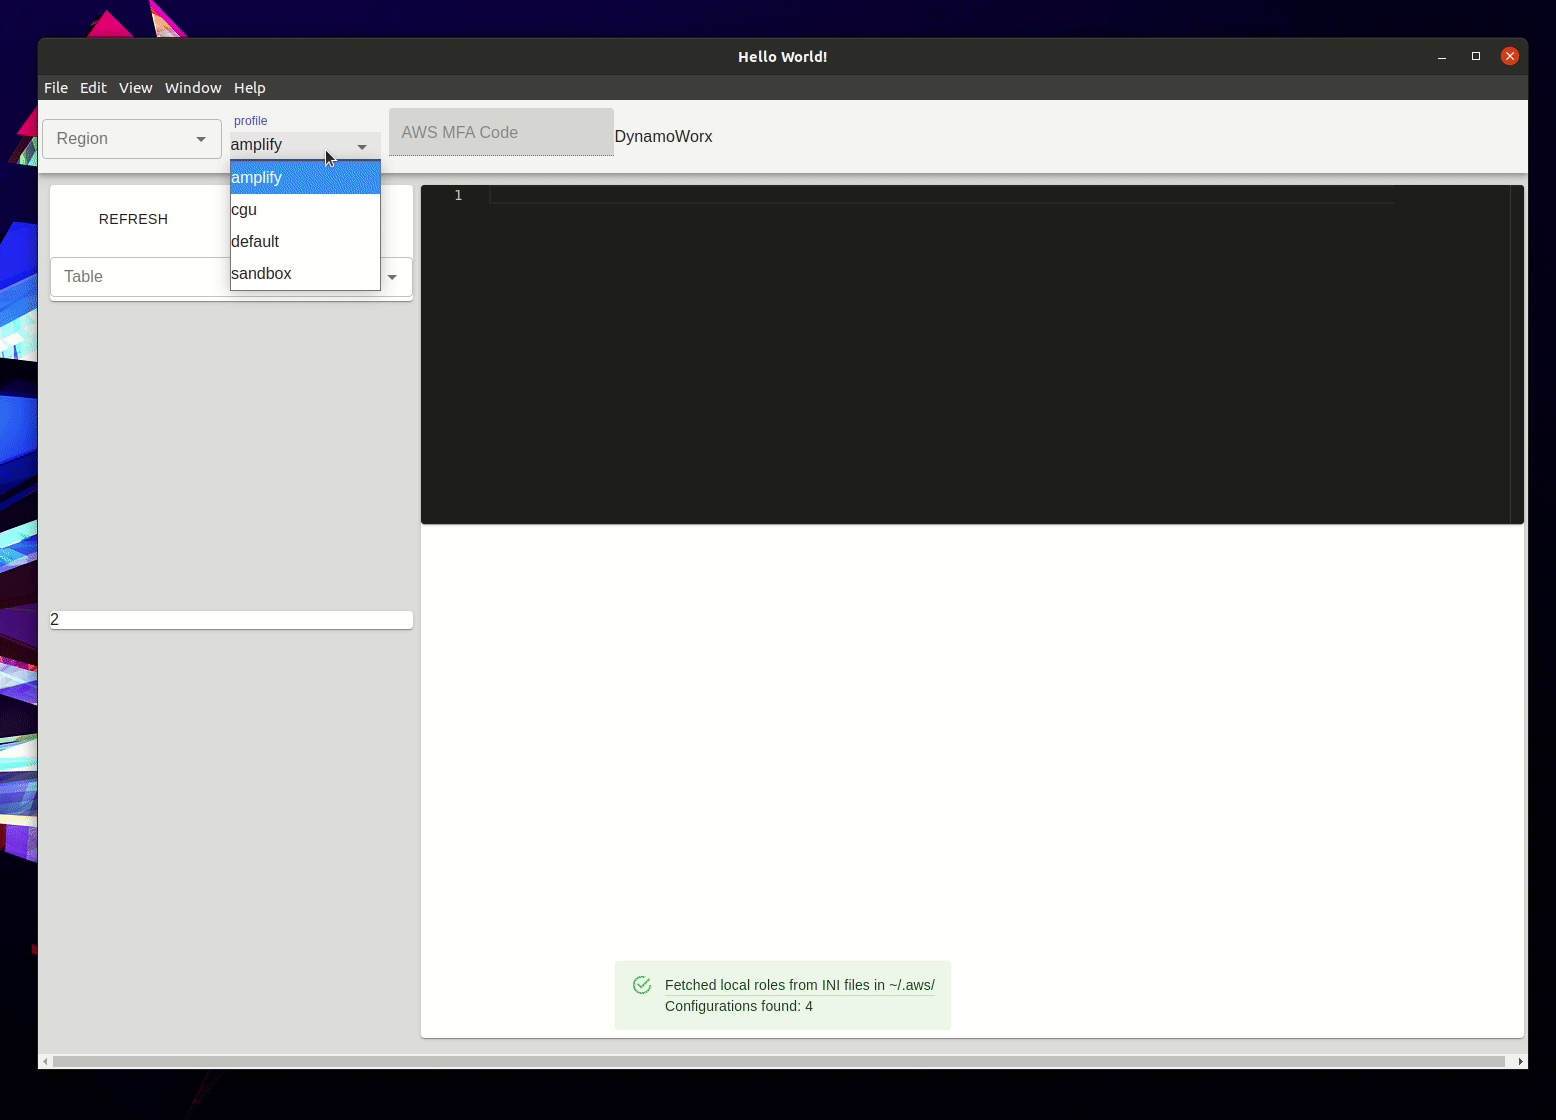 Hello World!
File Edit View Window Help
Region
profile
amplify
AWS MFA Code
DynamoWorx
amplify
cgu
default
sandbox
REFRESH
Table
1
2
Fetched local roles from INI files in ~/.aws/
Configurations found: 4